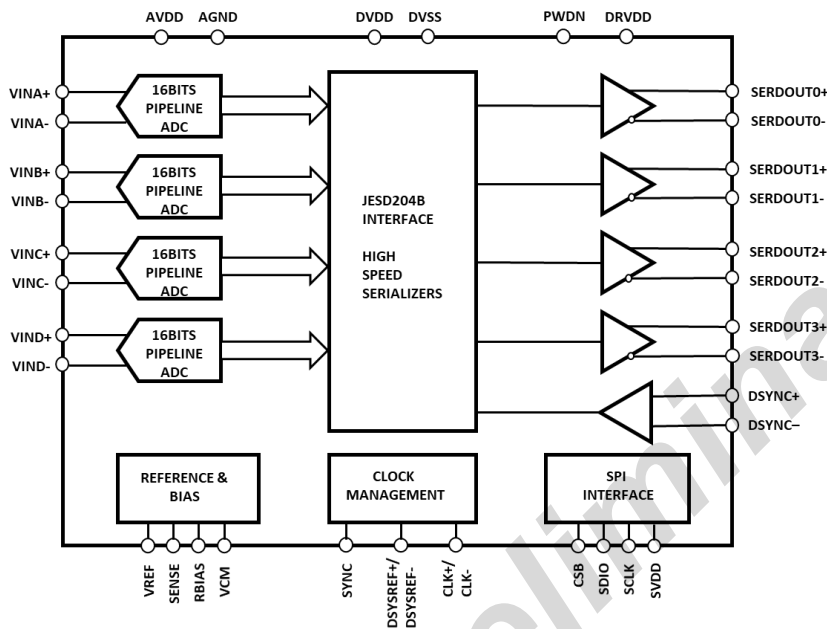 AVDD AGND DVDD DVSS PWDN DRVDD
VINA+
VINA-
16BITS
PIPELINE
ADC
VINB+
VINB-
16BITS
PIPELINE
ADC
VINC+
VINC-
16BITS
PIPELINE
ADC
VIND+
VIND-
16BITS
PIPELINE
ADC
JESD204B
INTERFACE
HIGH
SPEED
SERIALIZERS
SERDOUT0+
SERDOUT0-
SERDOUT1+
SERDOUT1-
SERDOUT2+
SERDOUT2-
SERDOUT3+
SERDOUT3-
DSYNC+
DSYNC–
REFERENCE &
BIAS
CLOCK
MANAGEMENT
SPI
INTERFACE
VREF
SENSE
RBIAS
VCM
SYNC
DSYSREF+/
DSYSREF-
CLK+/
CLK-
CSB
SDIO
SCLK
SVDD
elimina